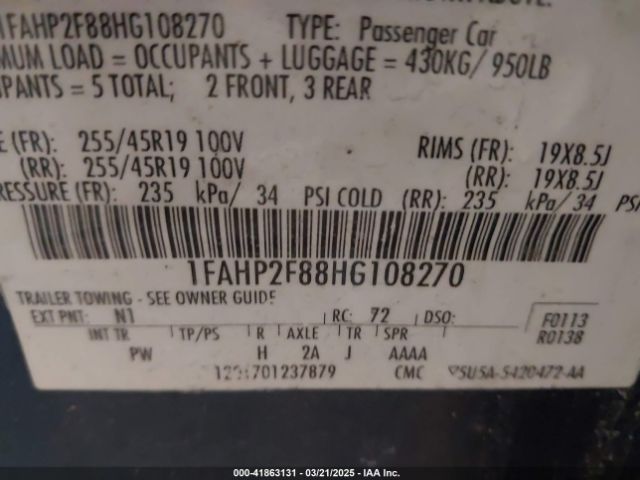 1FAHP2F88HG108270 TYPE: Passenger Car
MUM LOAD = OCCUPANTS + LUGGAGE = 430KG/ 950LB
PANTS = 5 TOTAL; 2 FRONT, 3 REAR
E (FR): 255/45R19 100V RIMS (FR): 19X8.5J
(RR): 255/45R19 100V (RR): 19X8.5J
RESSURE (FR): 235 kPa/ 34 PSI COLD (RR): 235 kPa/ 34 PSI
1FAHP2F88HG108270
TRAILER TOWING - SEE OWNER GUIDE
EXT PNT: N1 RC: 72 DSO: F0113
INT TR TP/PS R AXLE TR SPR R0138
PW H 2A J AAAA
701237879 CMC
000-41863131 - 03/21/2025 - IAA Inc.